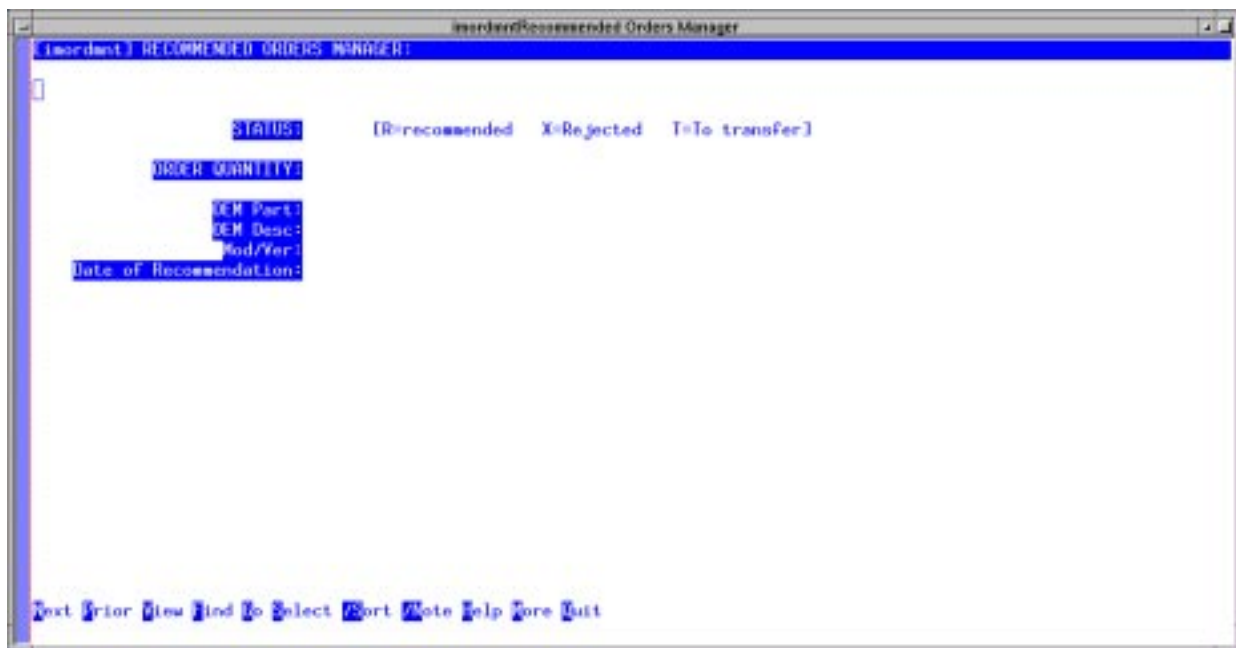 imordmntRecommended Orders Manager
[imordmnt] RECOMMENDED ORDERS MANAGER:
STATUS: [R=recommended X=Rejected T=To transfer]
ORDER QUANTITY:
OEM Part:
OEM Desc:
Mod/Ver:
Date of Recommendation:
Next Prior View Find Do Select /Sort /Note Help More Quit